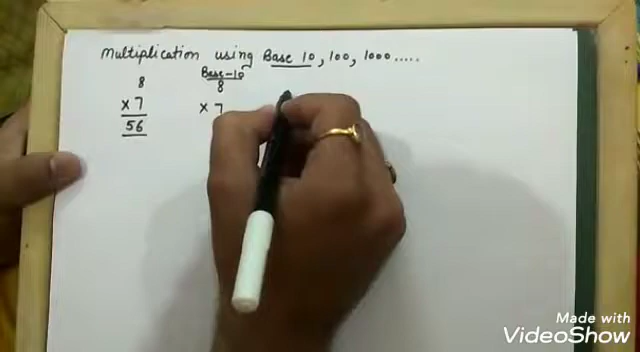 Multiplication using Base 10, 100, 1000.....
Base-10
8
× 7
56
8
× 7
Made with
VideoShow